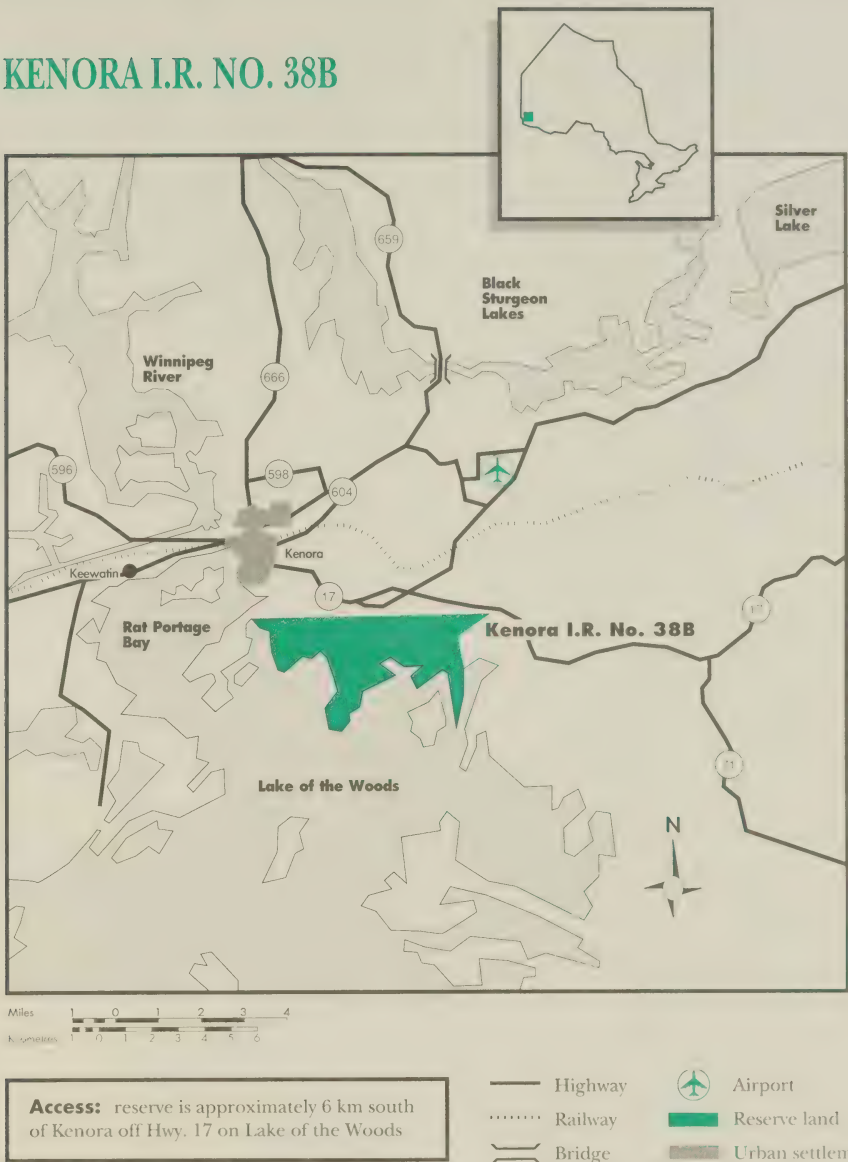 KENORA I.R. NO. 38B
Silver
Lake
659
Black
Sturgeon
Lakes
Winnipeg
River
666
596
598
604
Kenora
Keewatin
17
17
Rat Portage
Bay
Kenora I.R. No. 38B
71
Lake of the Woods
N
Miles 1 0 1 2 3 4
Kilometres 1 0 1 2 3 4 5 6
Access: reserve is approximately 6 km south
of Kenora off Hwy. 17 on Lake of the Woods
Highway
Airport
Railway
Reserve land
Bridge
Urban settlem